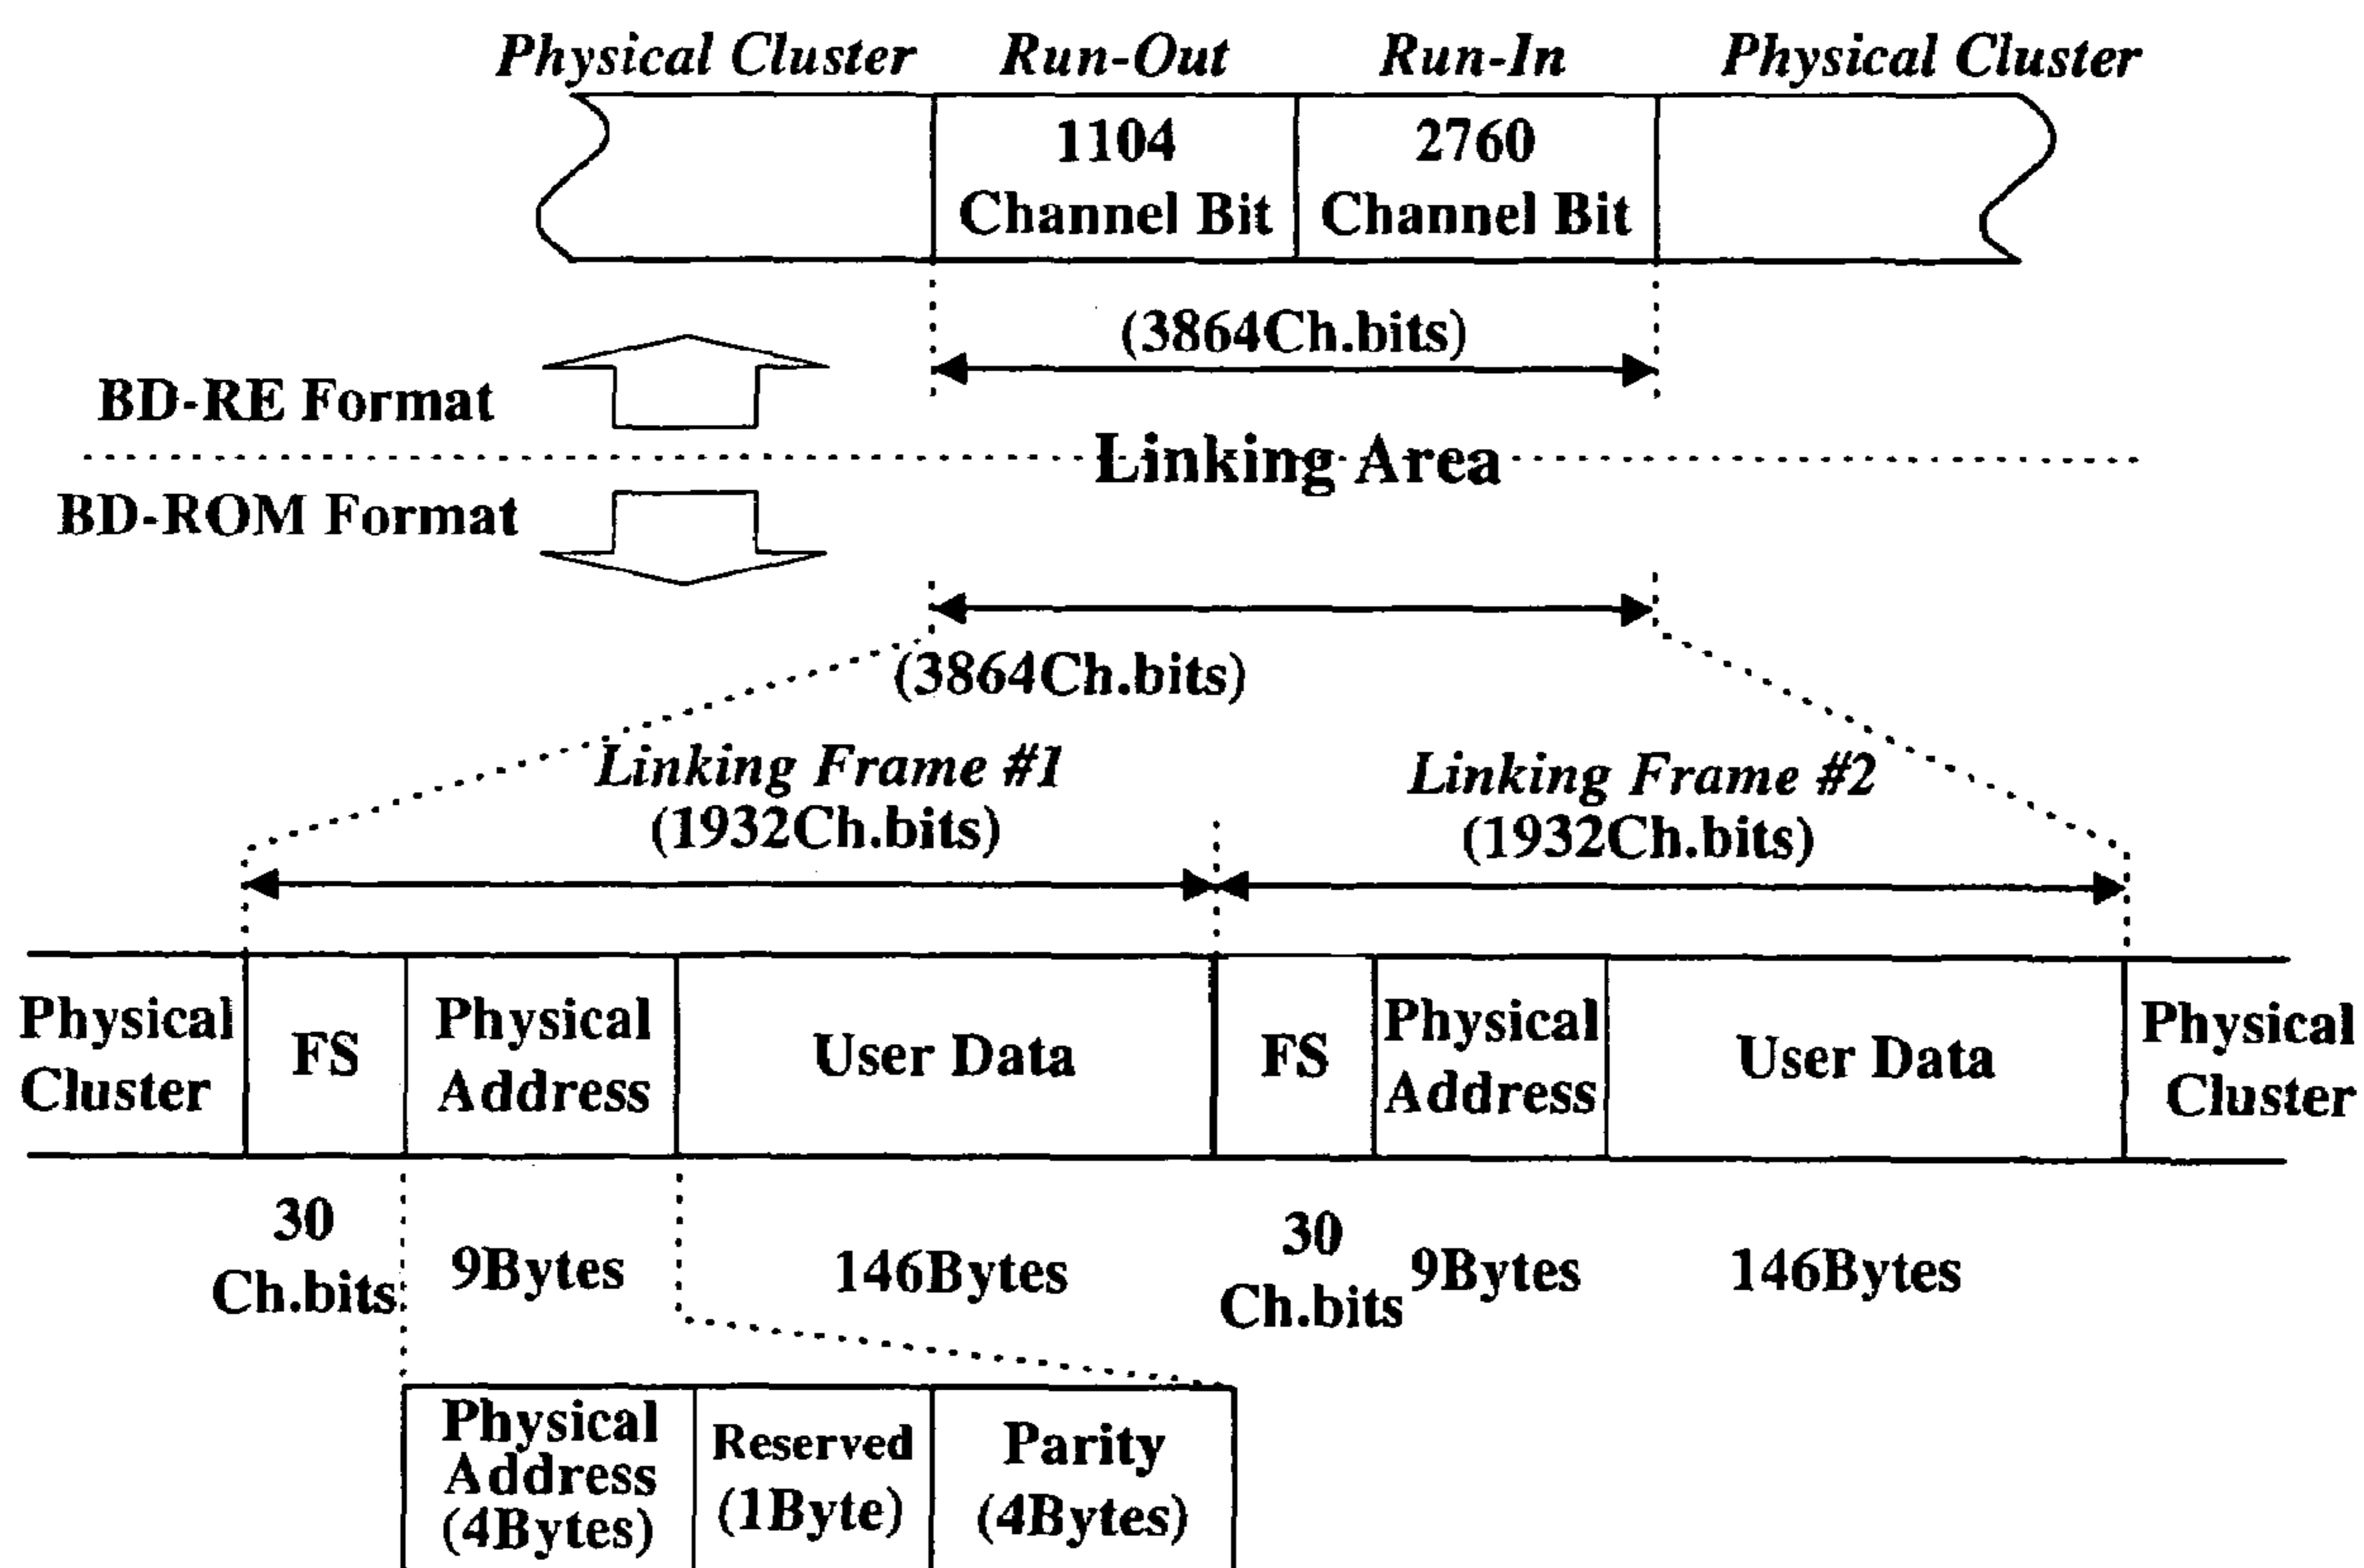 Physical Cluster Run-Out Run-In Physical Cluster
1104 2760
Channel Bit Channel Bit
(3864Ch.bits)
BD-RE Format
Linking Area
BD-ROM Format
(3864Ch.bits)
Linking Frame #1 Linking Frame #2
(1932Ch.bits) (1932Ch.bits)
Physical Physical Physical Physical
Cluster FS Address User Data FS Address User Data Cluster
30 30
Ch.bits 9Bytes 146Bytes Ch.bits 9Bytes 146Bytes
Physical
Address Reserved Parity
(4Bytes) (1Byte) (4Bytes)